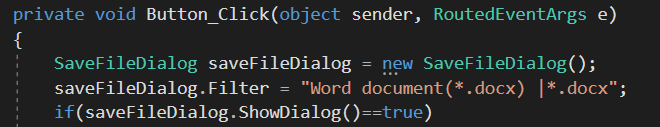 private void Button_Click(object sender, RoutedEventArgs e)
{
SaveFileDialog saveFileDialog = new SaveFileDialog();
saveFileDialog.Filter = "Word document(*.docx) |*.docx";
if(saveFileDialog.ShowDialog()==true)